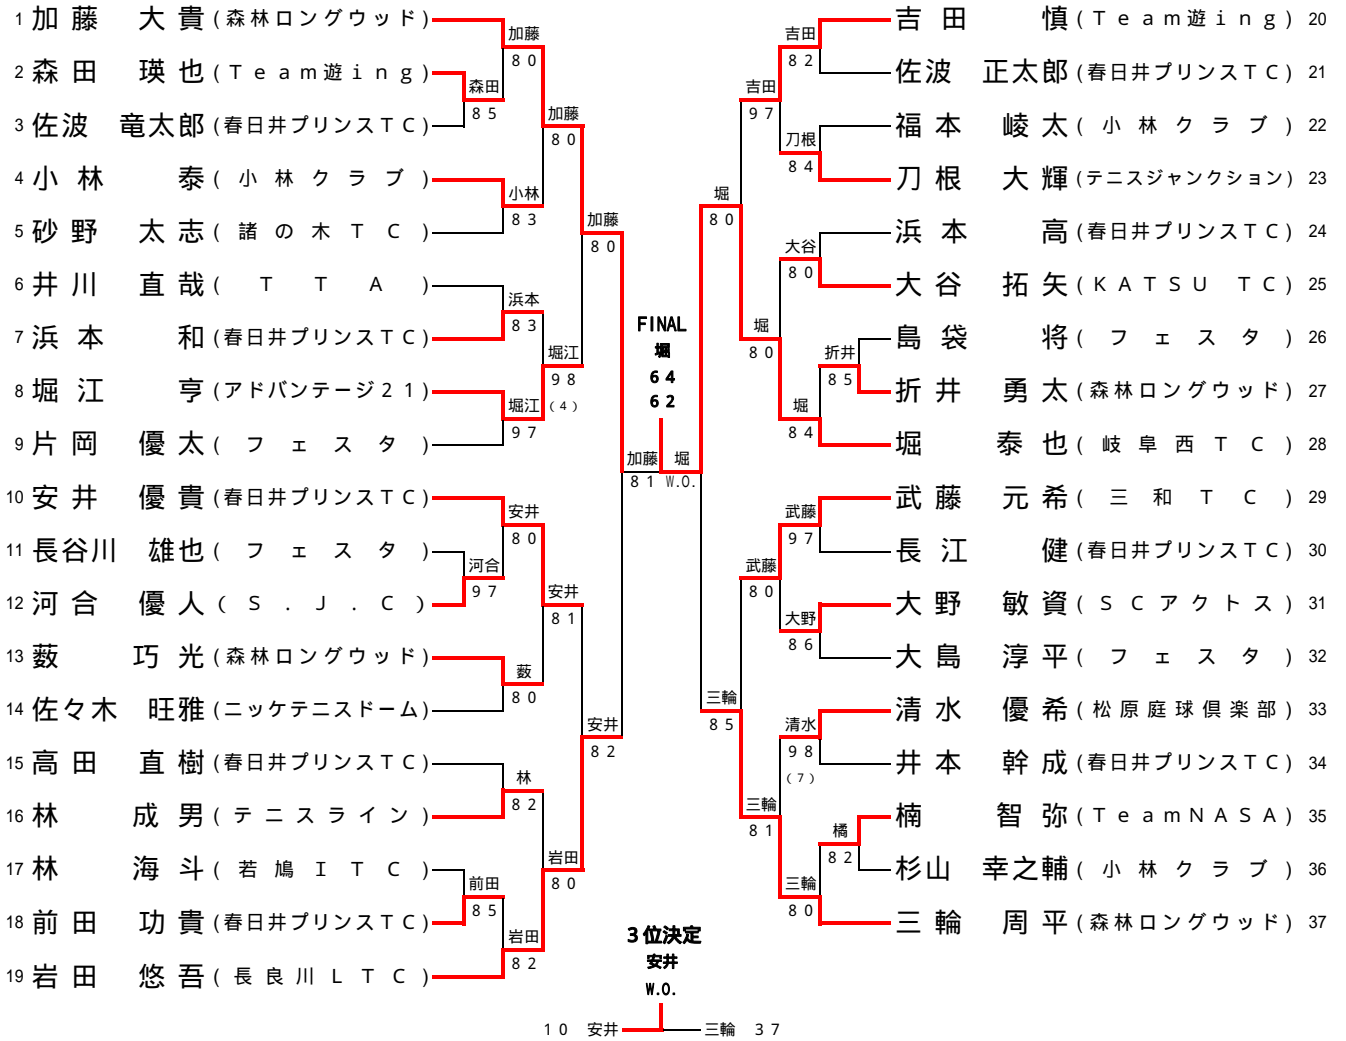 1 加藤 大貴 (森林ロングウッド)
2 森田 瑛也 (Team遊ing)
3 佐波 竜太郎 (春日井プリンスTC)
4 小林 泰 (小林クラブ)
5 砂野 太志 (諸の木TC)
6 井川 直哉 (TTA)
7 浜本 和 (春日井プリンスTC)
8 堀江 亨 (アドバンテージ21)
9 片岡 優太 (フェスタ)
10 安井 優貴 (春日井プリンスTC)
11 長谷川 雄也 (フェスタ)
12 河合 優人 (S.J.C)
13 薮 巧光 (森林ロングウッド)
14 佐々木 旺雅 (ニッケテニスドーム)
15 高田 直樹 (春日井プリンスTC)
16 林 成男 (テニスライン)
17 林 海斗 (若鳩ITC)
18 前田 功貴 (春日井プリンスTC)
19 岩田 悠吾 (長良川LTC)
森田
85
河合
97
前田
85
加藤
80
小林
83
浜本
83
堀江
97
安井
80
薮
80
林
82
岩田
82
加藤
80
堀江
98
(4)
安井
81
岩田
80
加藤
80
安井
82
加藤
81
FINAL
堀
64
62
堀
W.O.
堀
80
三輪
85
吉田
97
堀
80
武藤
80
三輪
81
吉田
82
刀根
84
大谷
80
堀
84
武藤
97
大野
86
清水
98
(7)
三輪
80
折井
85
橘
82
吉田 慎 (Team遊ing) 20
佐波 正太郎 (春日井プリンスTC) 21
福本 崚太 (小林クラブ) 22
刀根 大輝 (テニスジャンクション) 23
浜本 高 (春日井プリンスTC) 24
大谷 拓矢 (KATSU TC) 25
島袋 将 (フェスタ) 26
折井 勇太 (森林ロングウッド) 27
堀 泰也 (岐阜西TC) 28
武藤 元希 (三和TC) 29
長江 健 (春日井プリンスTC) 30
大野 敏資 (SCアクトス) 31
大島 淳平 (フェスタ) 32
清水 優希 (松原庭球倶楽部) 33
井本 幹成 (春日井プリンスTC) 34
楠 智弥 (TeamNASA) 35
杉山 幸之輔 (小林クラブ) 36
三輪 周平 (森林ロングウッド) 37
3位決定
安井
W.O.
10 安井 三輪 37